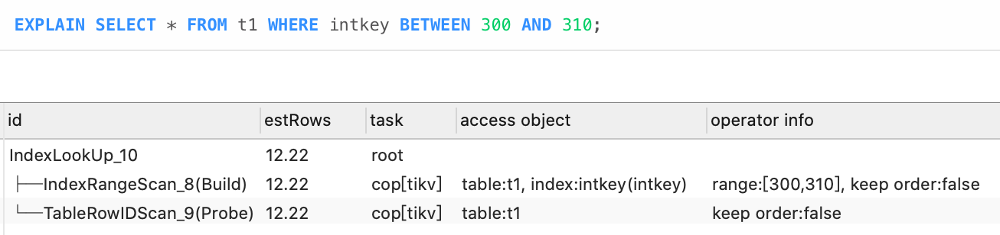 EXPLAIN SELECT * FROM t1 WHERE intkey BETWEEN 300 AND 310;
id estRows task access object operator info
IndexLookUp_10 12.22 root
├──IndexRangeScan_8(Build) 12.22 cop[tikv] table:t1, index:intkey(intkey) range:[300,310], keep order:false
└──TableRowIDScan_9(Probe) 12.22 cop[tikv] table:t1 keep order:false